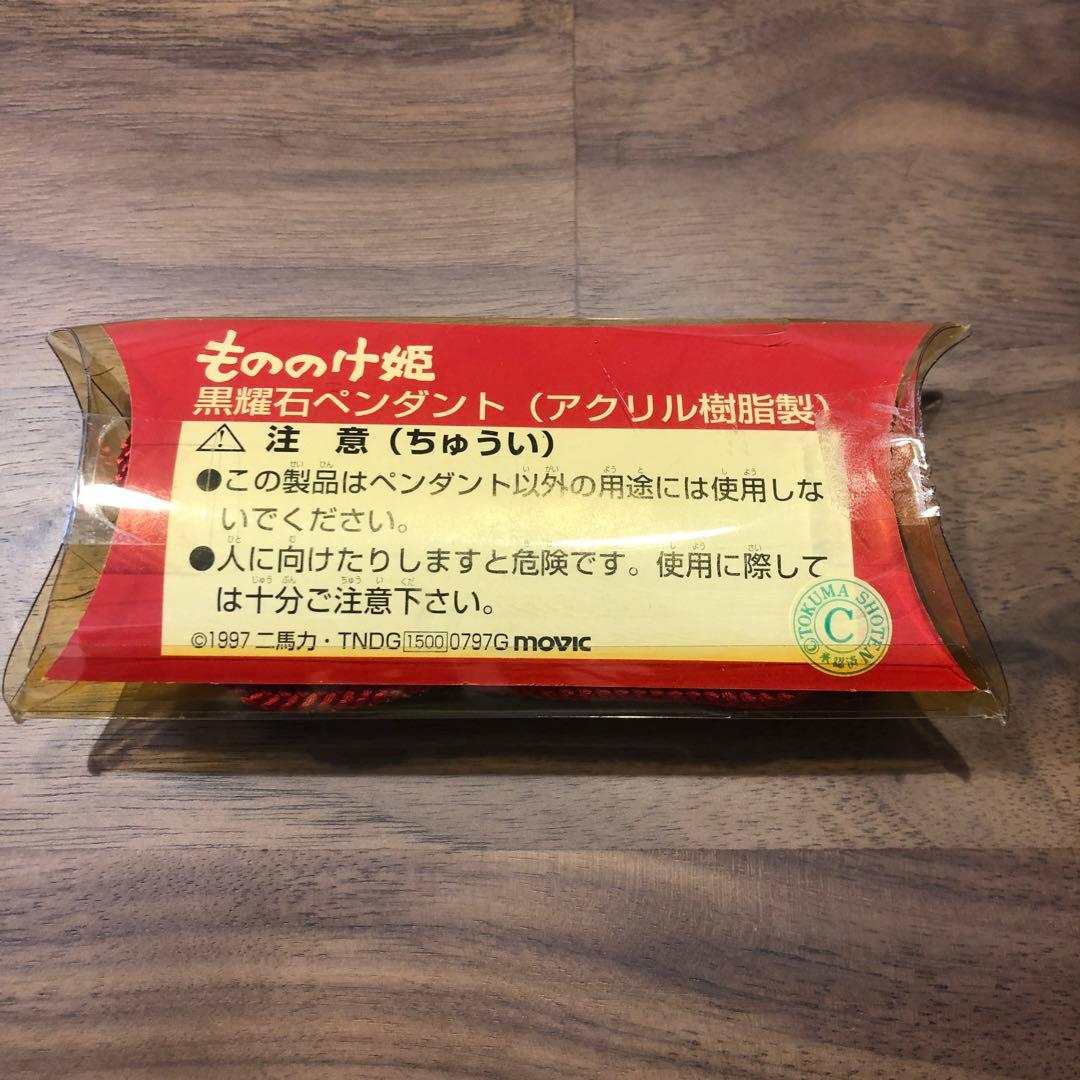 もののけ姫
黒耀石ペンダント（アクリル樹脂製）
⚠ 注 意（ちゅうい）
●この製品はペンダント以外の用途には使用しな
いでください。
●人に向けたりしますと危険です。使用に際して
は十分ご注意下さい。
©1997 二馬力・TNDG 1500 0797G movic
©TOKUMA SHOTEN
C
承認済